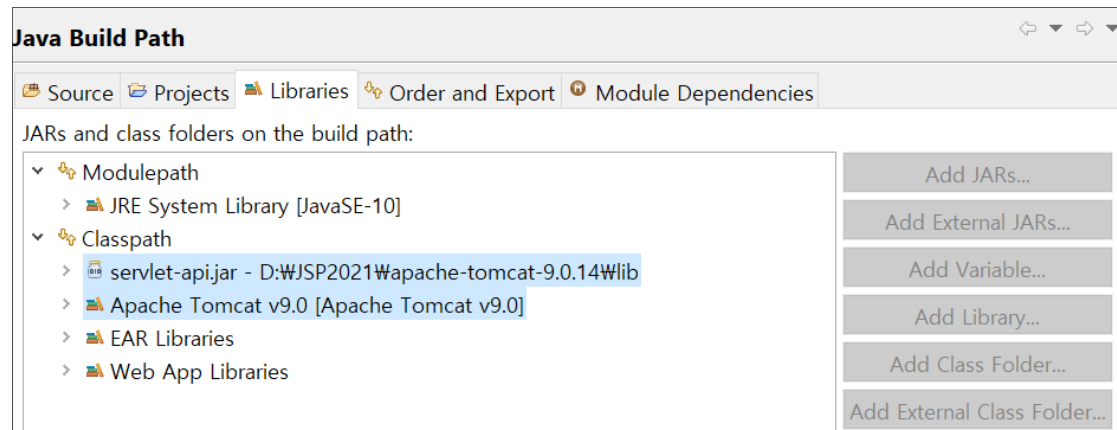 Java Build Path
Source Projects Libraries Order and Export Module Dependencies
JARs and class folders on the build path:
Modulepath
JRE System Library [JavaSE-10]
Classpath
servlet-api.jar - D:₩JSP2021₩apache-tomcat-9.0.14₩lib
Apache Tomcat v9.0 [Apache Tomcat v9.0]
EAR Libraries
Web App Libraries
Add JARs...
Add External JARs...
Add Variable...
Add Library...
Add Class Folder...
Add External Class Folder...